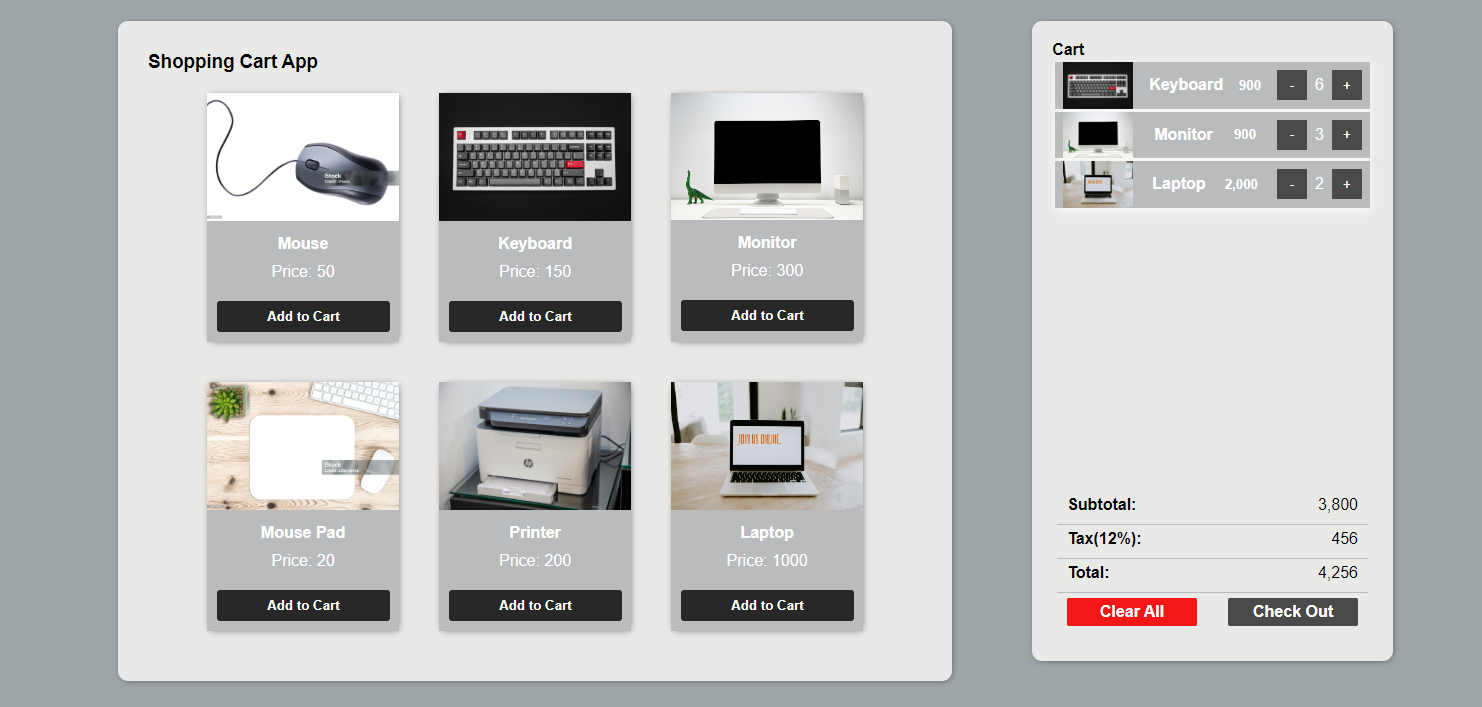 Shopping Cart App
iStock
Mouse
Price: 50
Add to Cart
Keyboard
Price: 150
Add to Cart
Monitor
Price: 300
Add to Cart
iStock
Mouse Pad
Price: 20
Add to Cart
hp
Printer
Price: 200
Add to Cart
JOIN US ONLINE.
Laptop
Price: 1000
Add to Cart
Cart
Keyboard 900 - 6 +
Monitor 900 - 3 +
Laptop 2,000 - 2 +
Subtotal: 3,800
Tax(12%): 456
Total: 4,256
Clear All Check Out